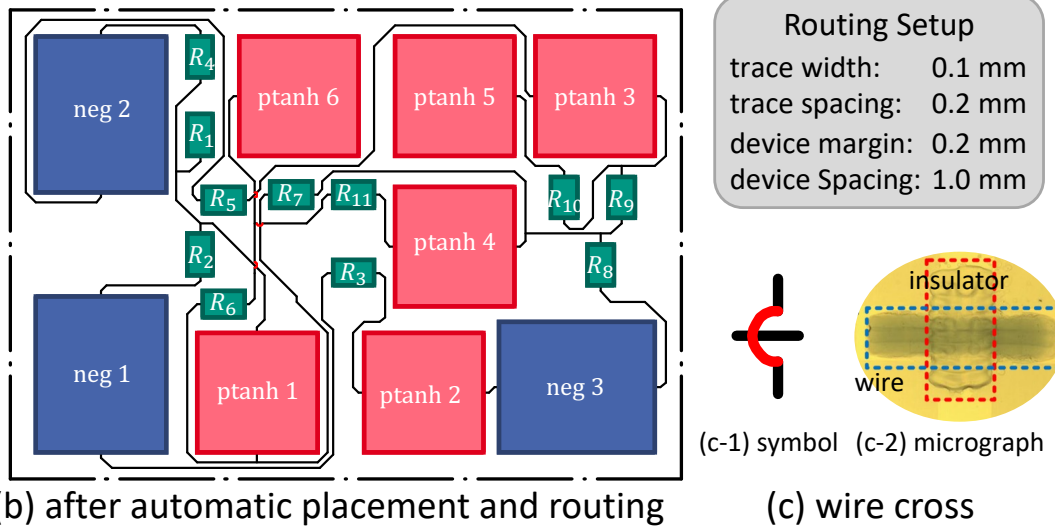 neg 2
R4
R1
ptanh 6
ptanh 5
ptanh 3
R5
R7
R11
R10
R9
ptanh 4
R2
R6
R3
R8
neg 1
ptanh 1
ptanh 2
neg 3
b) after automatic placement and routing
Routing Setup
trace width: 0.1 mm
trace spacing: 0.2 mm
device margin: 0.2 mm
device Spacing: 1.0 mm
insulator
wire
(c-1) symbol
(c-2) micrograph
(c) wire cross